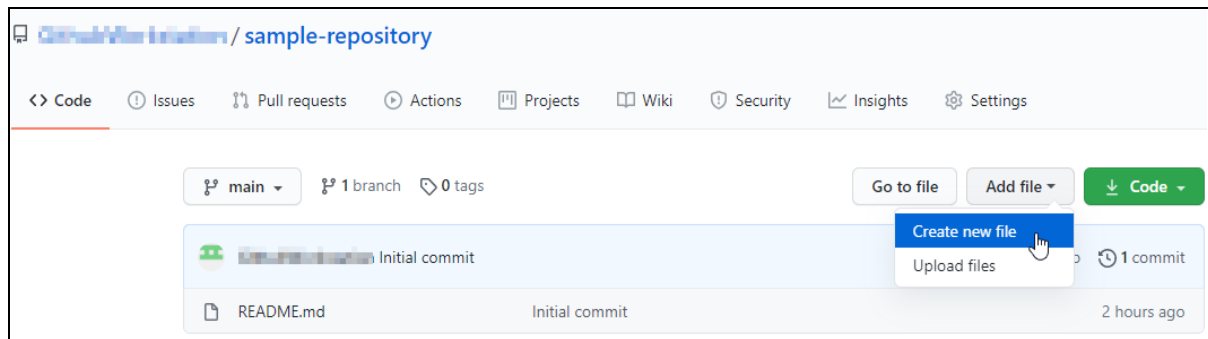 / sample-repository
<> Code Issues Pull requests Actions Projects Wiki Security Insights Settings
main 1 branch 0 tags Go to file Add file Code
Create new file
Initial commit 1 commit
Upload files
README.md Initial commit 2 hours ago